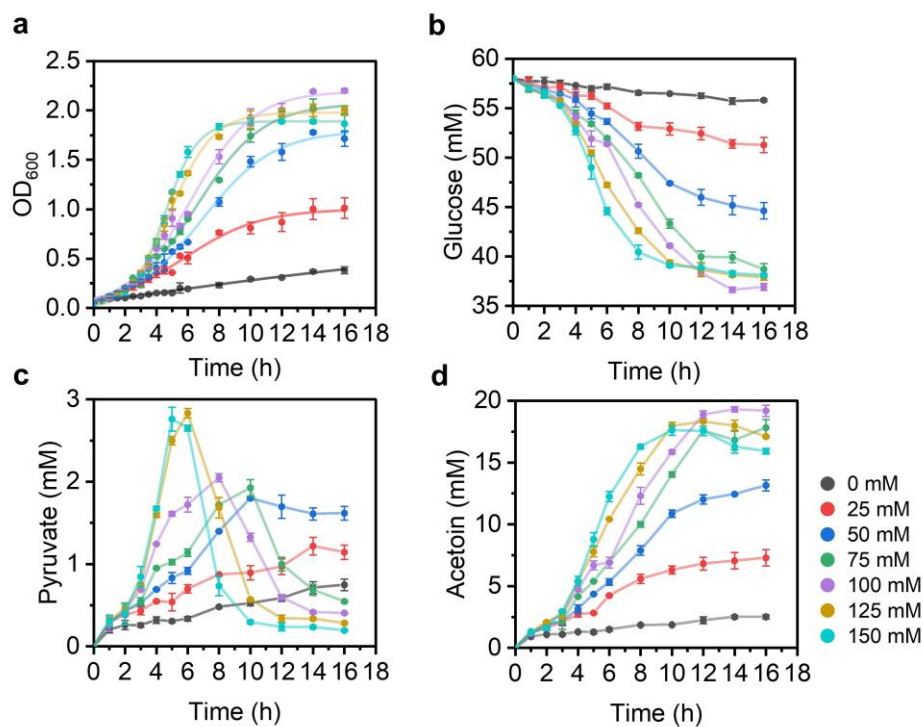 a
OD600
2.5
2.0
1.5
1.0
0.5
0.0
0 2 4 6 8 10 12 14 16 18
Time (h)
b
Glucose (mM)
60
55
50
45
40
35
0 2 4 6 8 10 12 14 16 18
Time (h)
c
Pyruvate (mM)
3
2
1
0
0 2 4 6 8 10 12 14 16 18
Time (h)
d
Acetoin (mM)
20
15
10
5
0
0 2 4 6 8 10 12 14 16 18
Time (h)
0 mM
25 mM
50 mM
75 mM
100 mM
125 mM
150 mM